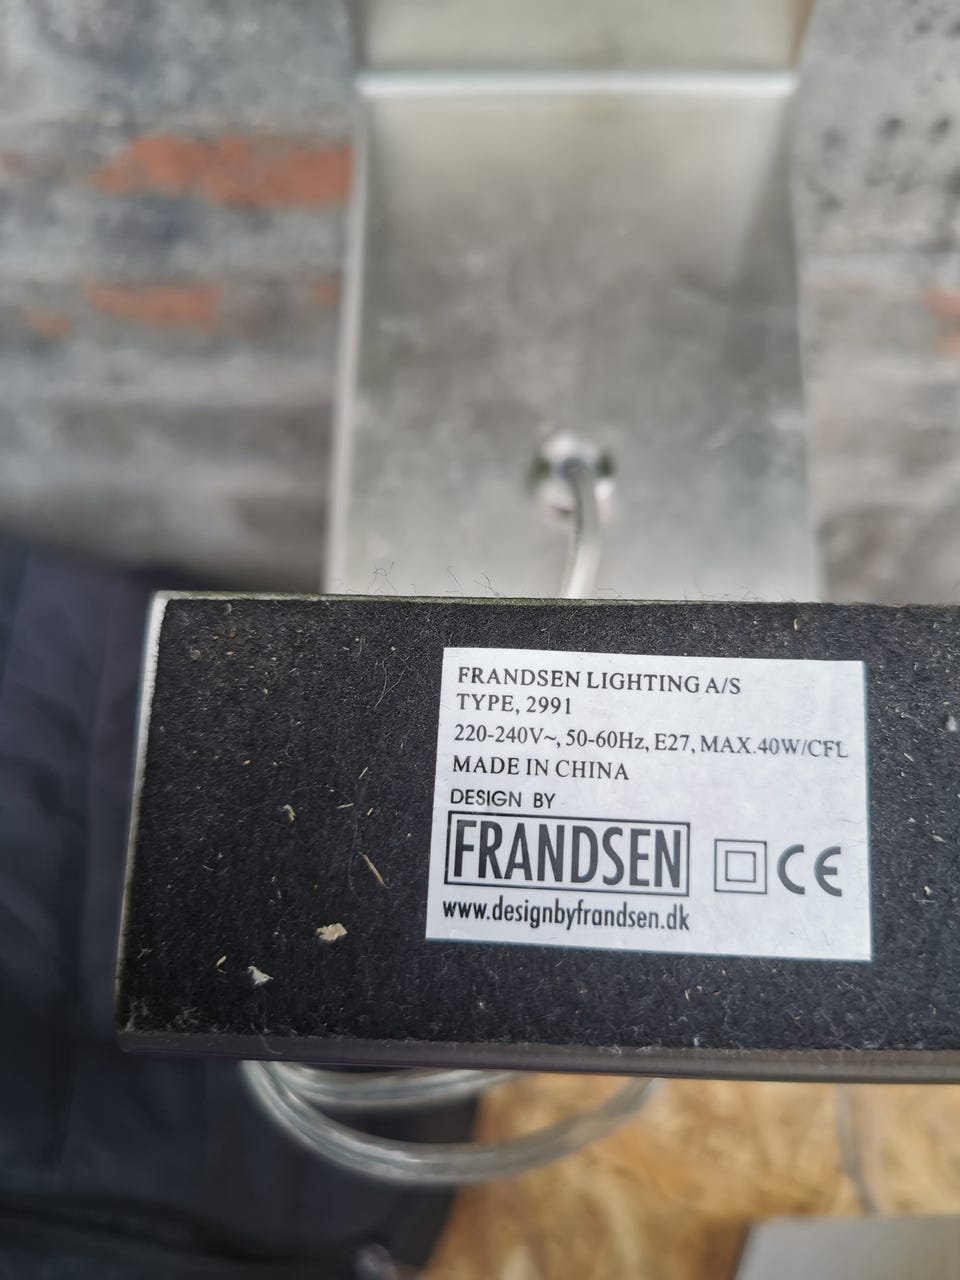 FRANDSEN LIGHTING A/S
TYPE, 2991
220-240V~, 50-60Hz, E27, MAX.40W/CFL
MADE IN CHINA
DESIGN BY
FRANDSEN
CE
www.designbyfrandsen.dk